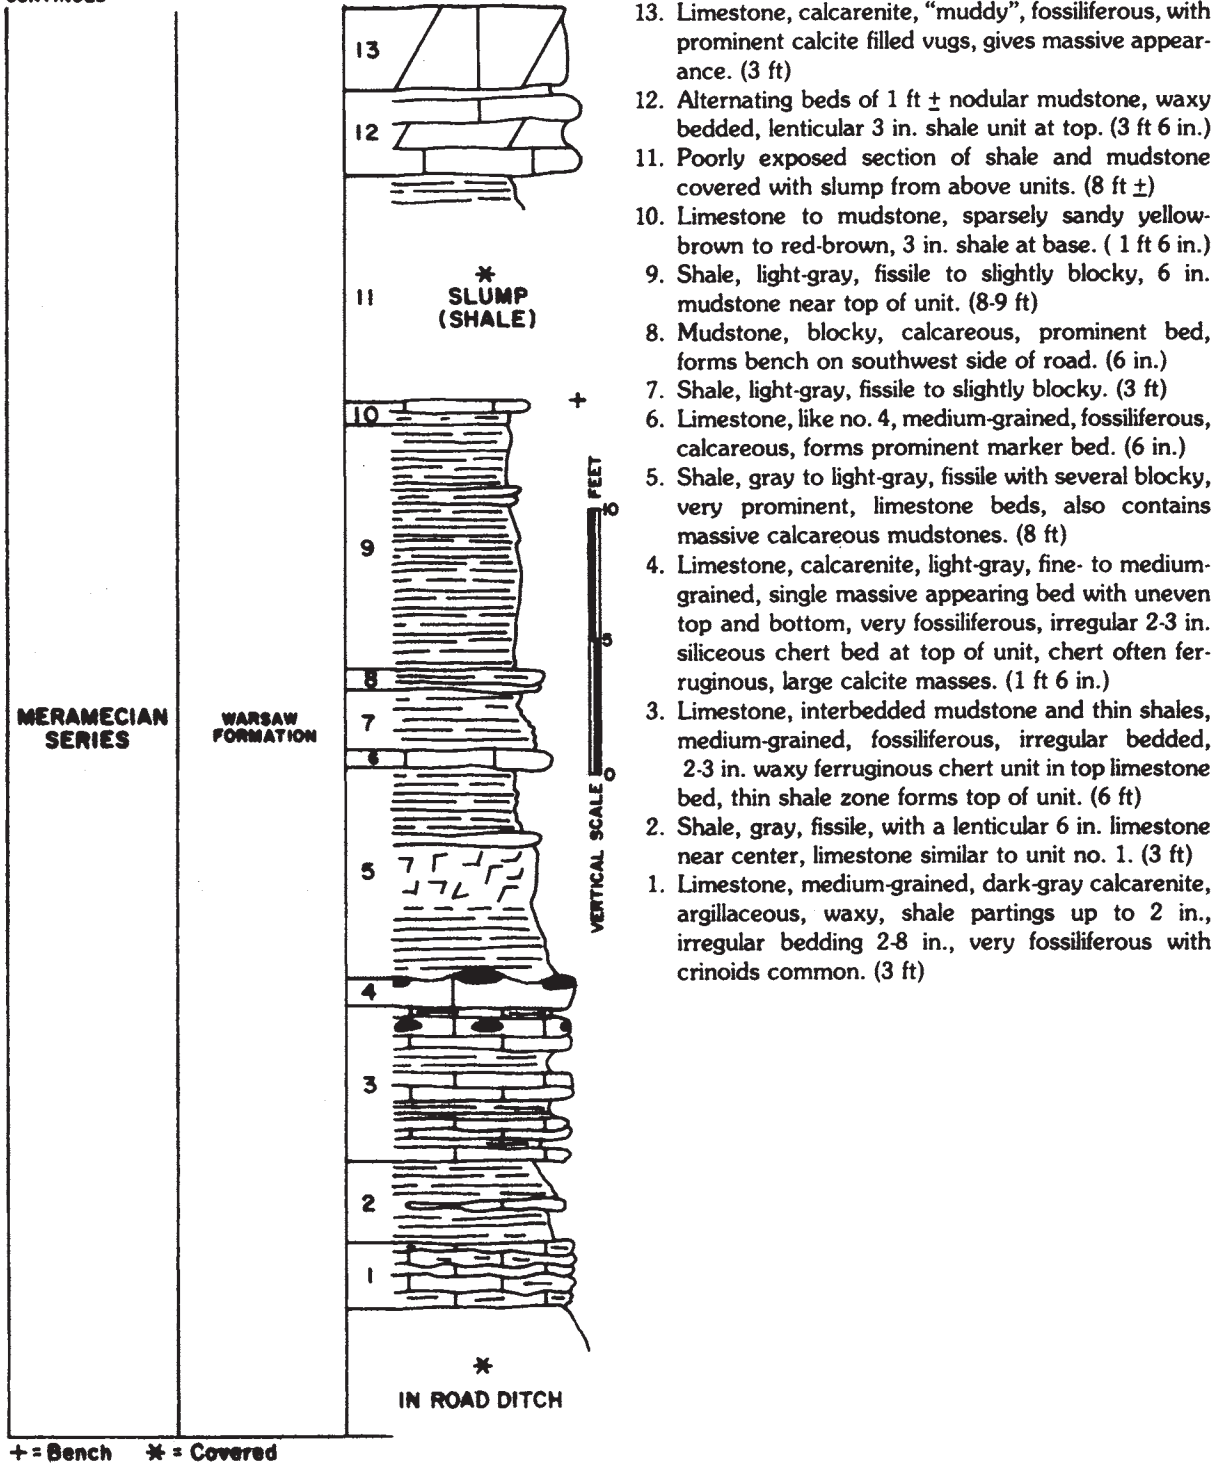 CONTINUED
13
12
11
*
SLUMP
(SHALE)
10
+
9
8
7
6
5
4
3
2
1
MERAMECIAN
SERIES
WARSAW
FORMATION
VERTICAL SCALE
FEET
10
5
0
*
IN ROAD DITCH
+ = Bench * = Covered
13. Limestone, calcarenite, “muddy”, fossiliferous, with
prominent calcite filled vugs, gives massive appear-
ance. (3 ft)
12. Alternating beds of 1 ft ± nodular mudstone, waxy
bedded, lenticular 3 in. shale unit at top. (3 ft 6 in.)
11. Poorly exposed section of shale and mudstone
covered with slump from above units. (8 ft ±)
10. Limestone to mudstone, sparsely sandy yellow-
brown to red-brown, 3 in. shale at base. ( 1 ft 6 in.)
9. Shale, light-gray, fissile to slightly blocky, 6 in.
mudstone near top of unit. (8-9 ft)
8. Mudstone, blocky, calcareous, prominent bed,
forms bench on southwest side of road. (6 in.)
7. Shale, light-gray, fissile to slightly blocky. (3 ft)
6. Limestone, like no. 4, medium-grained, fossiliferous,
calcareous, forms prominent marker bed. (6 in.)
5. Shale, gray to light-gray, fissile with several blocky,
very prominent, limestone beds, also contains
massive calcareous mudstones. (8 ft)
4. Limestone, calcarenite, light-gray, fine- to medium-
grained, single massive appearing bed with uneven
top and bottom, very fossiliferous, irregular 2-3 in.
siliceous chert bed at top of unit, chert often fer-
ruginous, large calcite masses. (1 ft 6 in.)
3. Limestone, interbedded mudstone and thin shales,
medium-grained, fossiliferous, irregular bedded,
2-3 in. waxy ferruginous chert unit in top limestone
bed, thin shale zone forms top of unit. (6 ft)
2. Shale, gray, fissile, with a lenticular 6 in. limestone
near center, limestone similar to unit no. 1. (3 ft)
1. Limestone, medium-grained, dark-gray calcarenite,
argillaceous, waxy, shale partings up to 2 in.,
irregular bedding 2-8 in., very fossiliferous with
crinoids common. (3 ft)